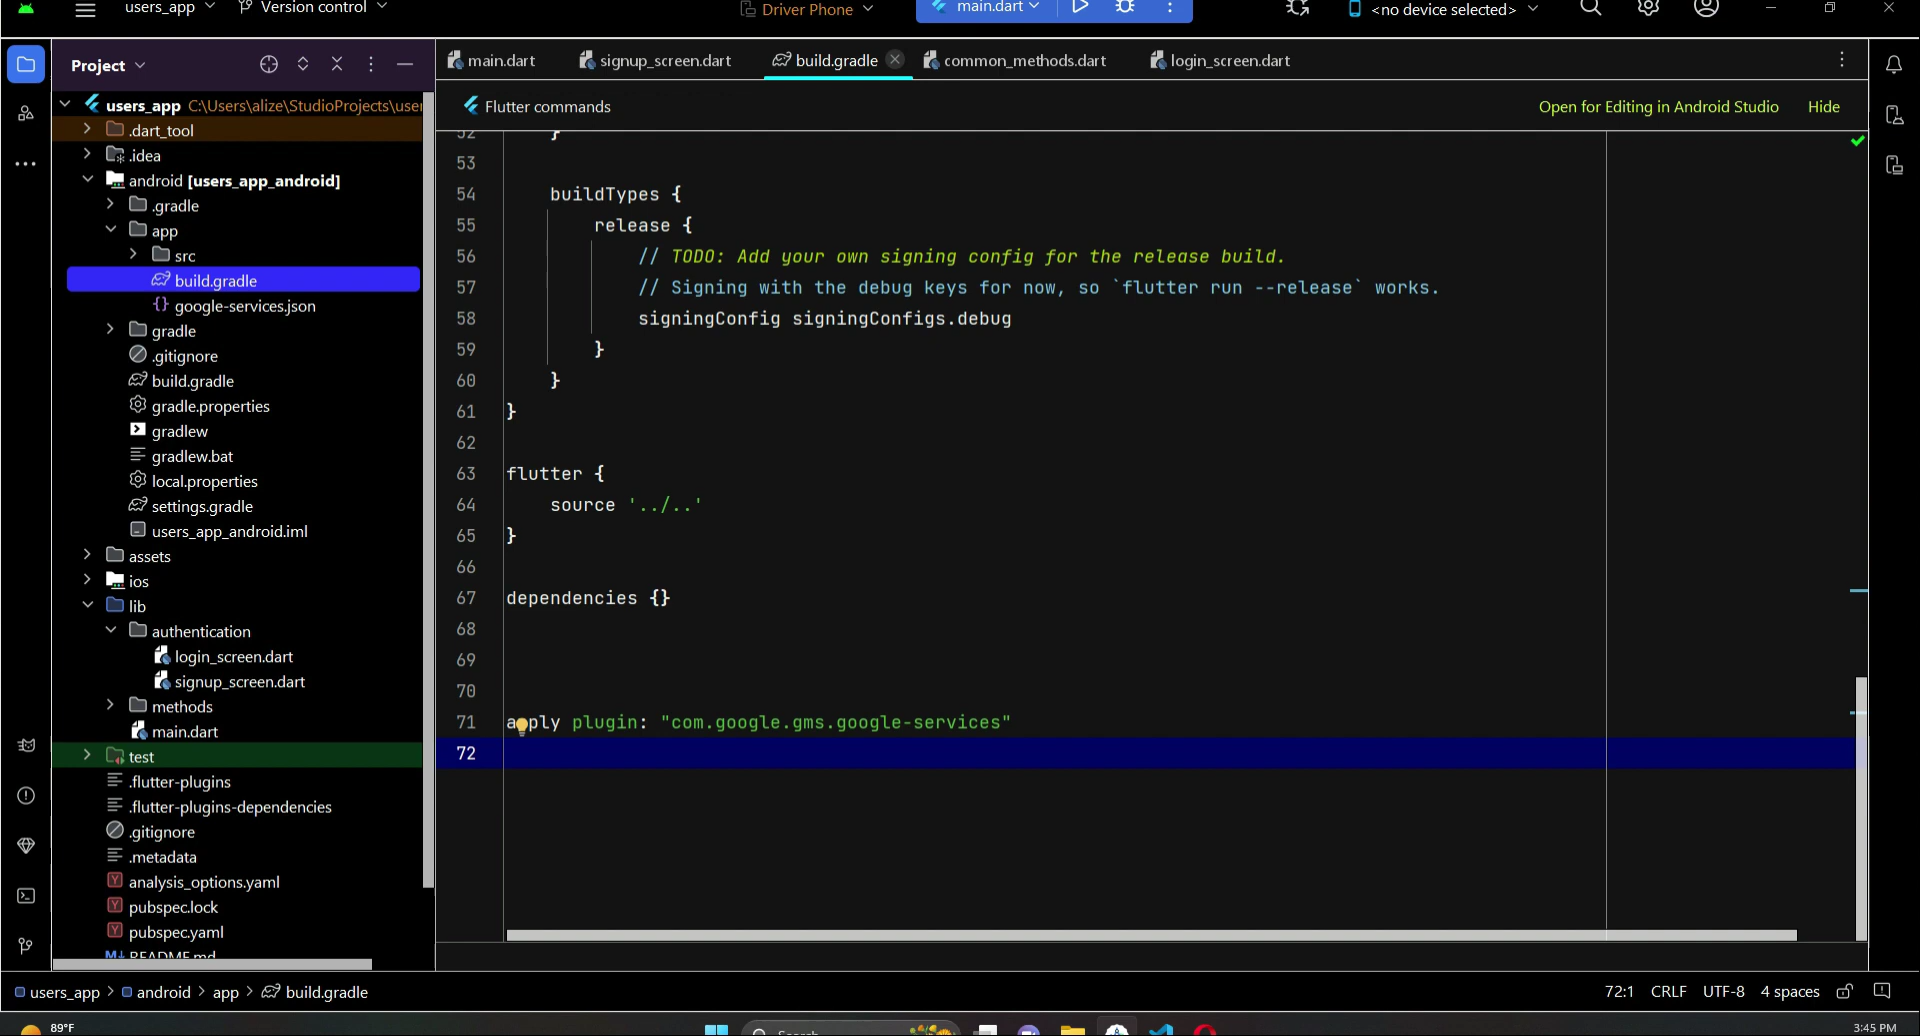 users_app Version control Driver Phone main.dart <no device selected>
Project
main.dart signup_screen.dart build.gradle common_methods.dart login_screen.dart
Flutter commands Open for Editing in Android Studio Hide
users_app C:\Users\alize\StudioProjects\user
.dart_tool
.idea
android [users_app_android]
.gradle
app
src
build.gradle
google-services.json
gradle
.gitignore
build.gradle
gradle.properties
gradlew
gradlew.bat
local.properties
settings.gradle
users_app_android.iml
assets
ios
lib
authentication
login_screen.dart
signup_screen.dart
methods
main.dart
test
.flutter-plugins
.flutter-plugins-dependencies
.gitignore
.metadata
analysis_options.yaml
pubspec.lock
pubspec.yaml
README.md
52 }
53
54 buildTypes {
55 release {
56 // TODO: Add your own signing config for the release build.
57 // Signing with the debug keys for now, so `flutter run --release` works.
58 signingConfig signingConfigs.debug
59 }
60 }
61 }
62
63 flutter {
64 source '../..'
65 }
66
67 dependencies {}
68
69
70
71 apply plugin: "com.google.gms.google-services"
72
users_app > android > app > build.gradle
72:1 CRLF UTF-8 4 spaces
89°F Search 3:45 PM